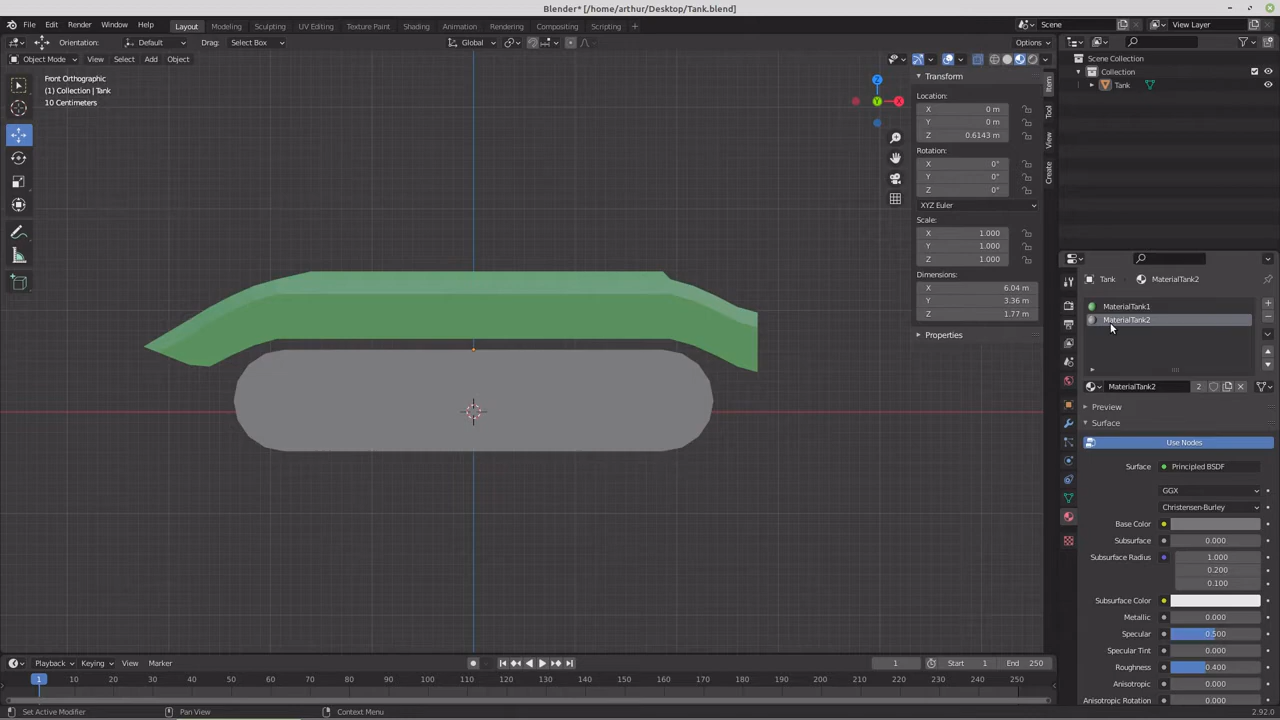 Blender* [/home/arthur/Desktop/Tank.blend]
File Edit Render Window Help Layout Modeling Sculpting UV Editing Texture Paint Shading Animation Rendering Compositing Scripting + Scene View Layer
Orientation: Default Drag: Select Box Global Options
Object Mode View Select Add Object
Front Orthographic
(1) Collection | Tank
10 Centimeters
Z
Y
X
Transform
Location:
X 0 m
Y 0 m
Z 0.6143 m
Rotation:
X 0°
Y 0°
Z 0°
XYZ Euler
Scale:
X 1.000
Y 1.000
Z 1.000
Dimensions:
X 6.04 m
Y 3.36 m
Z 1.77 m
Properties
Item
Tool
View
Create
Scene Collection
Collection
Tank
Tank MaterialTank2
MaterialTank1
MaterialTank2
MaterialTank2 2
Preview
Surface
Use Nodes
Surface Principled BSDF
GGX
Christensen-Burley
Base Color
Subsurface 0.000
Subsurface Radius 1.000
0.200
0.100
Subsurface Color
Metallic 0.000
Specular 0.500
Specular Tint 0.000
Roughness 0.400
Anisotropic 0.000
Anisotropic Rotation 0.000
Playback Keying View Marker 1 Start 1 End 250
1 10 20 30 40 50 60 70 80 90 100 110 120 130 140 150 160 170 180 190 200 210 220 230 240 250
Set Active Modifier Pan View Context Menu 2.92.0